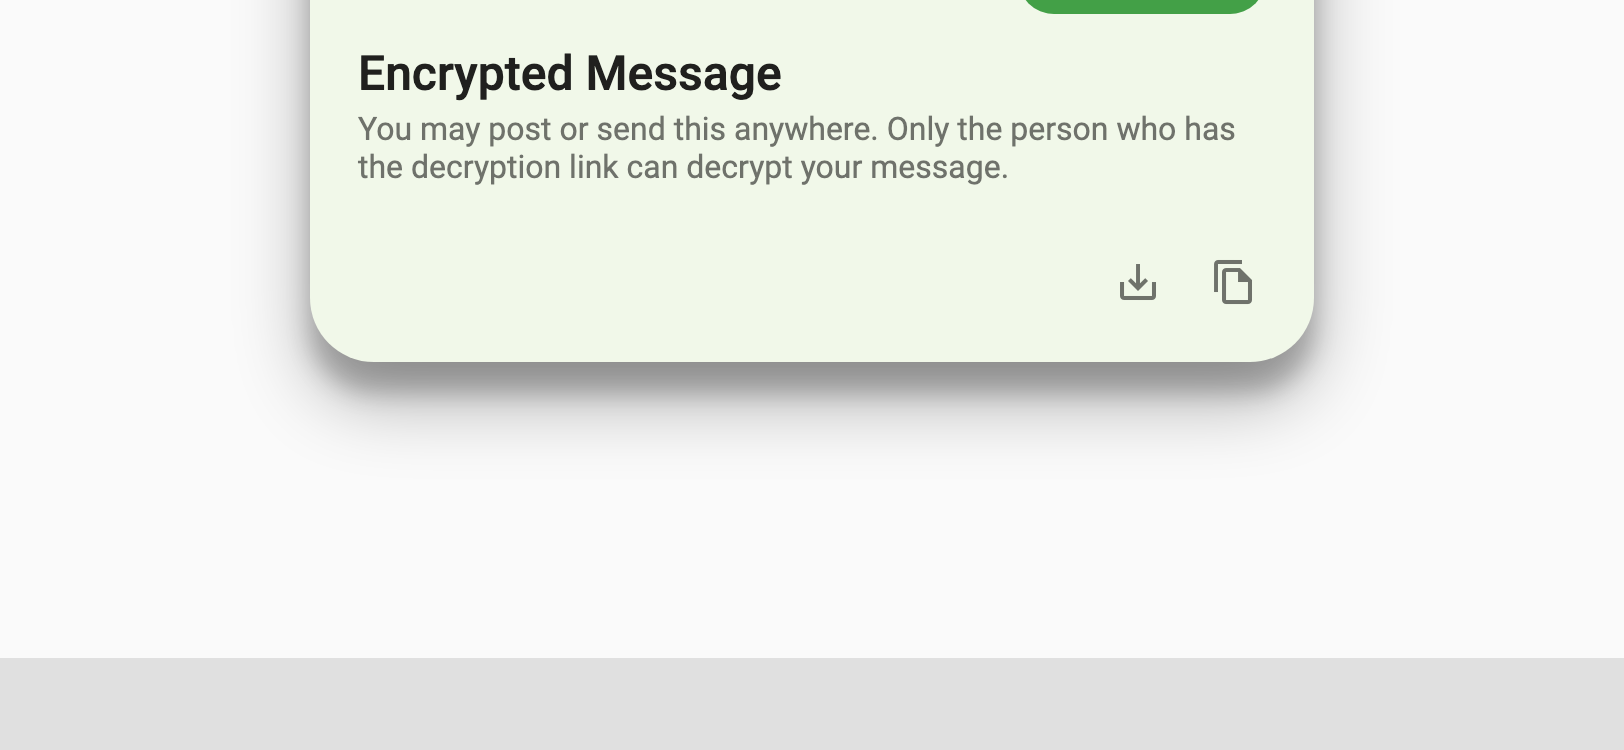 Encrypted Message
You may post or send this anywhere. Only the person who has
the decryption link can decrypt your message.